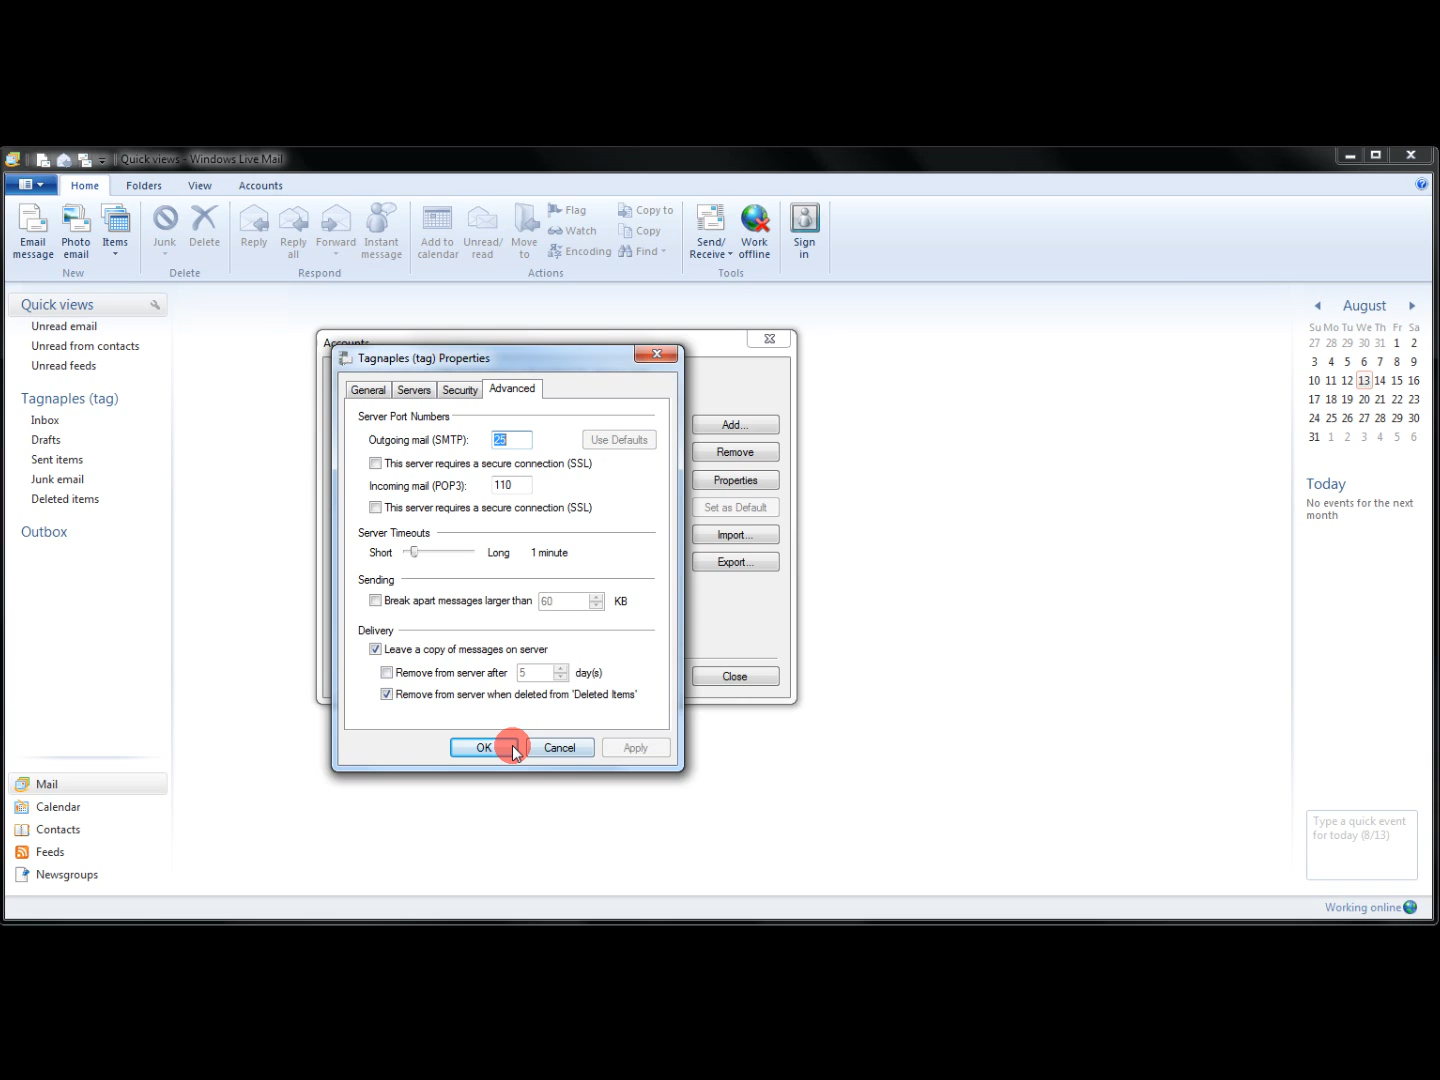 Quick views - Windows Live Mail
Home Folders View Accounts
Email message
Photo email
Items
New
Junk
Delete
Delete
Reply
Reply all
Forward
Instant message
Respond
Add to calendar
Unread/ read
Move to
Flag
Watch
Encoding
Copy to
Copy
Find
Actions
Send/ Receive
Work offline
Tools
Sign in
Quick views
Unread email
Unread from contacts
Unread feeds
Tagnaples (tag)
Inbox
Drafts
Sent items
Junk email
Deleted items
Outbox
Mail
Calendar
Contacts
Feeds
Newsgroups
Accounts
Add...
Remove
Properties
Set as Default
Import...
Export...
Close
Tagnaples (tag) Properties
General Servers Security Advanced
Server Port Numbers
Outgoing mail (SMTP): 25 Use Defaults
This server requires a secure connection (SSL)
Incoming mail (POP3): 110
This server requires a secure connection (SSL)
Server Timeouts
Short Long 1 minute
Sending
Break apart messages larger than 60 KB
Delivery
Leave a copy of messages on server
Remove from server after 5 day(s)
Remove from server when deleted from 'Deleted Items'
OK Cancel Apply
August
Su Mo Tu We Th Fr Sa
27 28 29 30 31 1 2
3 4 5 6 7 8 9
10 11 12 13 14 15 16
17 18 19 20 21 22 23
24 25 26 27 28 29 30
31 1 2 3 4 5 6
Today
No events for the next
month
Type a quick event
for today (8/13)
Working online